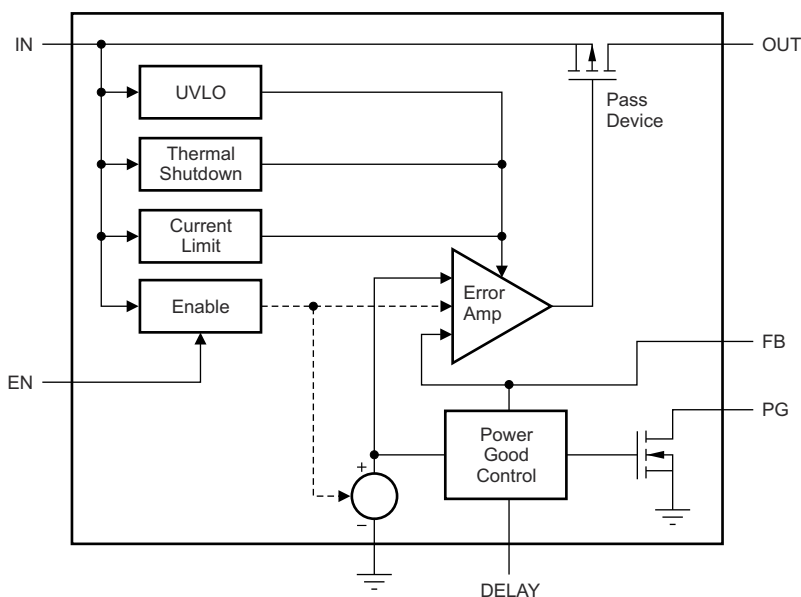 IN
OUT
UVLO
Pass
Device
Thermal
Shutdown
Current
Limit
Enable
Error
Amp
FB
EN
PG
Power
Good
Control
+
−
DELAY